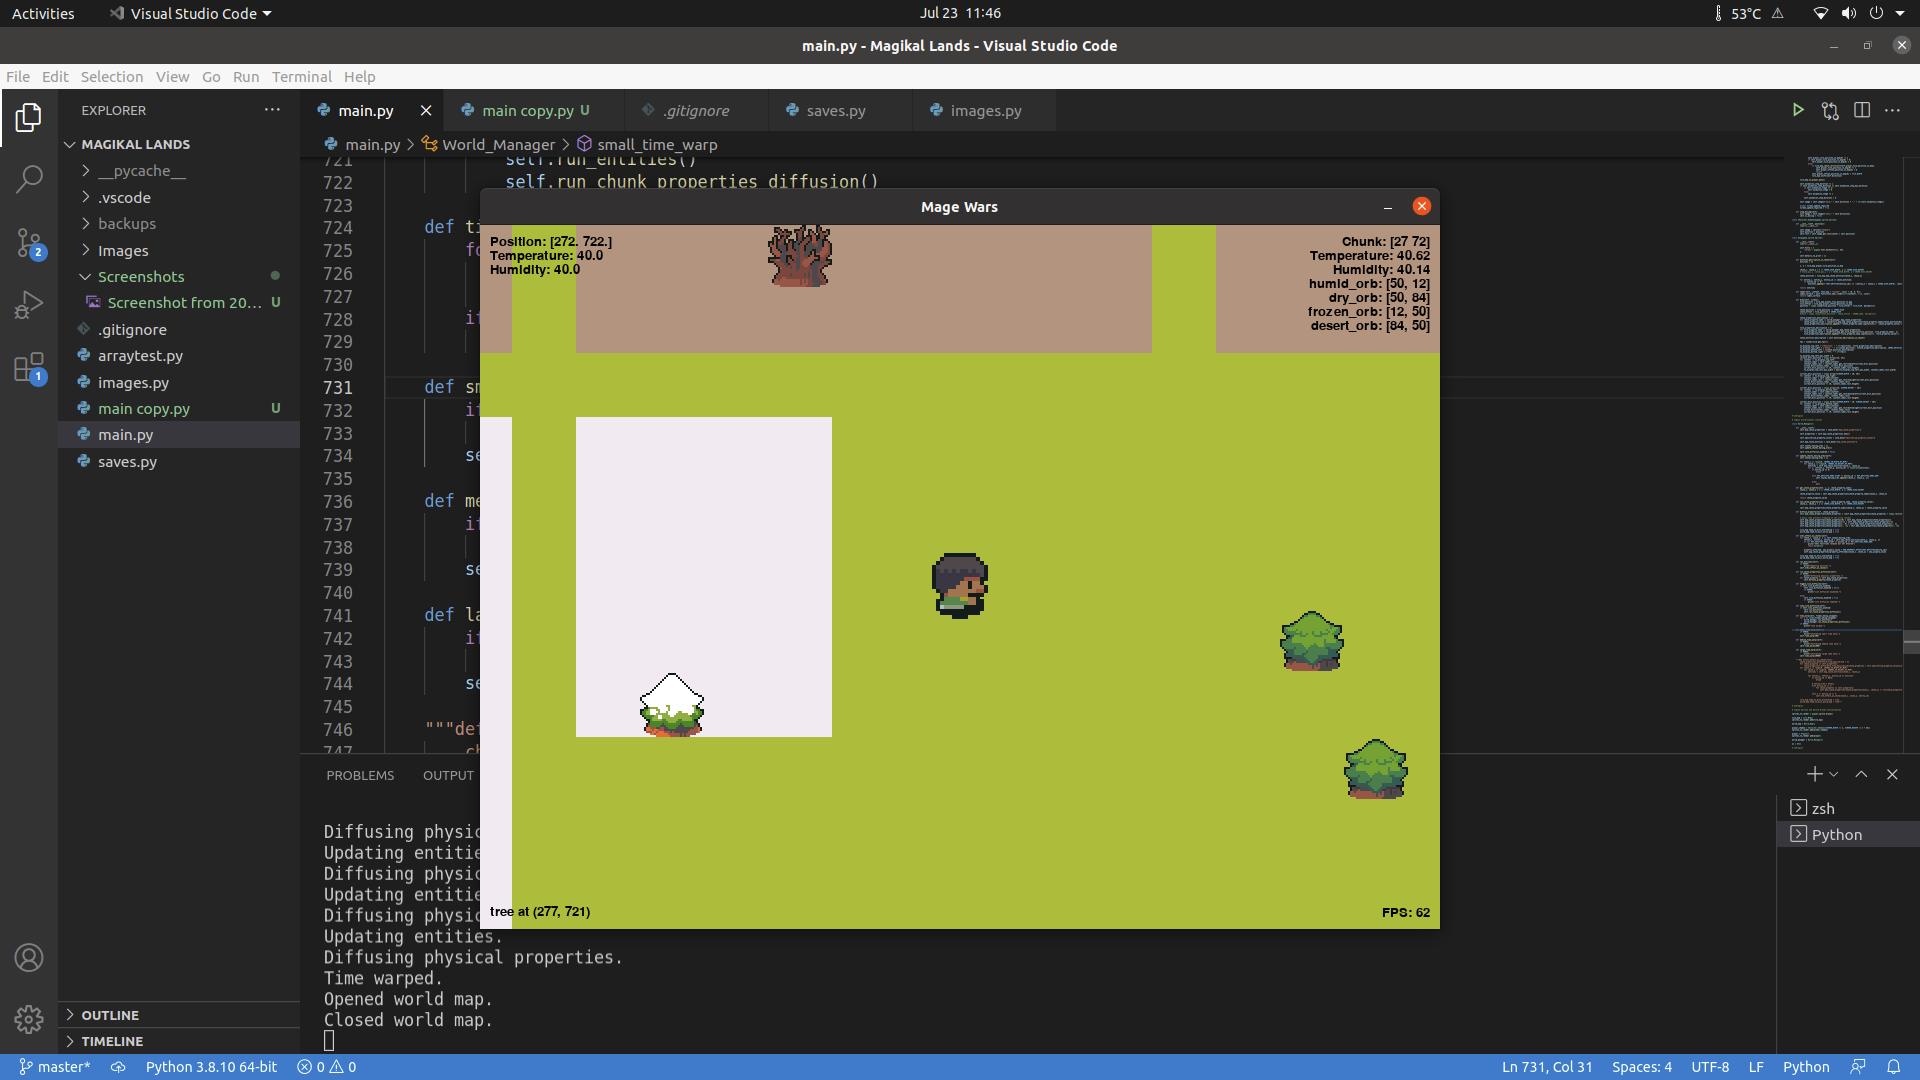 Activities
Visual Studio Code
Jul 23 11:46
53°C
main.py - Magikal Lands - Visual Studio Code
File Edit Selection View Go Run Terminal Help
EXPLORER
MAGIKAL LANDS
__pycache__
.vscode
backups
Images
Screenshots
Screenshot from 20... U
.gitignore
arraytest.py
images.py
main copy.py U
main.py
saves.py
OUTLINE
TIMELINE
main.py
main copy.py U
.gitignore
saves.py
images.py
main.py > World_Manager > small_time_warp
721 self.run_entities()
722 self.run_chunk_properties_diffusion()
723
724 def ti
725 fo
726
727
728 if
729
730
731 def sm
732 if
733
734 se
735
736 def me
737 if
738
739 se
740
741 def la
742 if
743
744 se
745
746 """def
747 ch
Mage Wars
Position: [272. 722.]
Temperature: 40.0
Humidity: 40.0
Chunk: [27 72]
Temperature: 40.62
Humidity: 40.14
humid_orb: [50, 12]
dry_orb: [50, 84]
frozen_orb: [12, 50]
desert_orb: [84, 50]
tree at (277, 721)
FPS: 62
PROBLEMS OUTPUT
Diffusing physic
Updating entitie
Diffusing physic
Updating entitie
Diffusing physic
Updating entities.
Diffusing physical properties.
Time warped.
Opened world map.
Closed world map.
zsh
Python
2
1
master*
Python 3.8.10 64-bit
0 0
Ln 731, Col 31
Spaces: 4
UTF-8
LF
Python